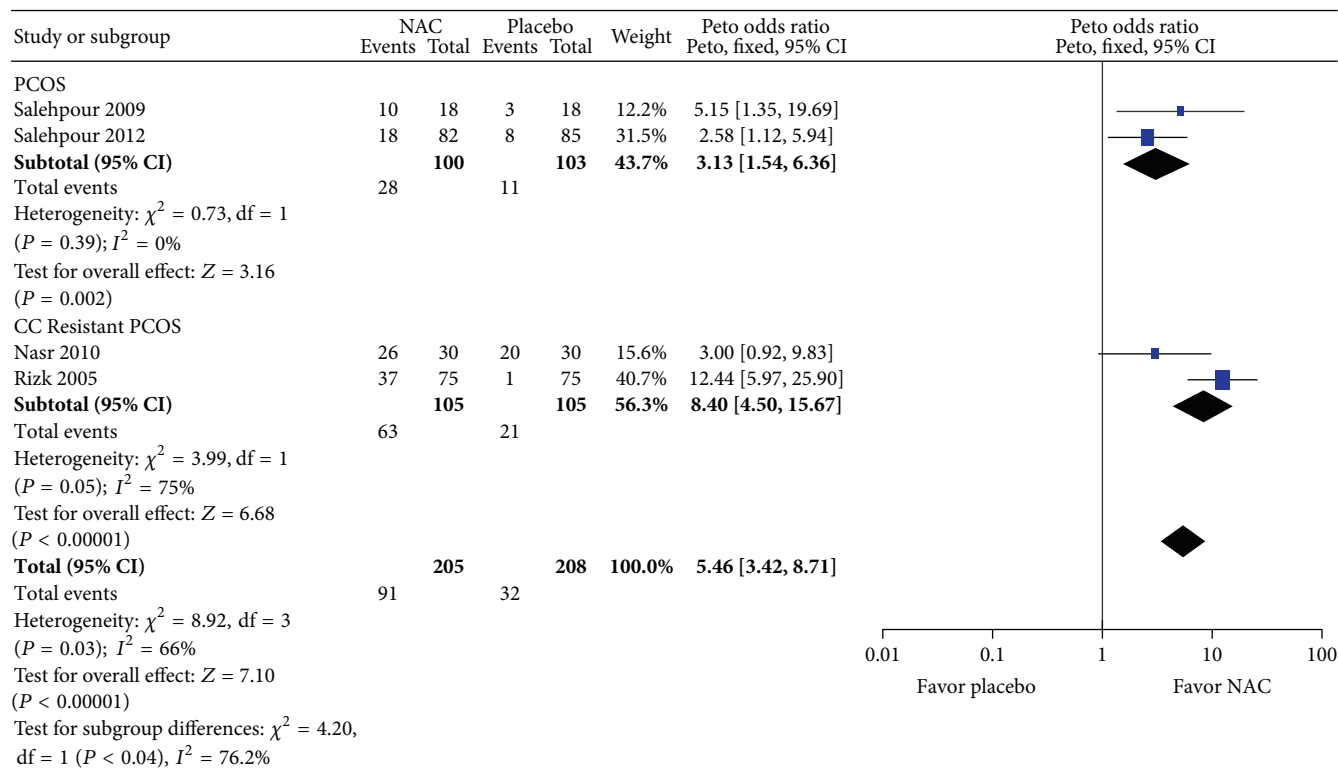 Study or subgroup NAC Placebo Weight Peto odds ratio Peto odds ratio
Events Total Events Total Peto, fixed, 95% CI Peto, fixed, 95% CI
PCOS
Salehpour 2009 10 18 3 18 12.2% 5.15 [1.35, 19.69]
Salehpour 2012 18 82 8 85 31.5% 2.58 [1.12, 5.94]
Subtotal (95% CI) 100 103 43.7% 3.13 [1.54, 6.36]
Total events 28 11
Heterogeneity: χ² = 0.73, df = 1
(P = 0.39); I² = 0%
Test for overall effect: Z = 3.16
(P = 0.002)
CC Resistant PCOS
Nasr 2010 26 30 20 30 15.6% 3.00 [0.92, 9.83]
Rizk 2005 37 75 1 75 40.7% 12.44 [5.97, 25.90]
Subtotal (95% CI) 105 105 56.3% 8.40 [4.50, 15.67]
Total events 63 21
Heterogeneity: χ² = 3.99, df = 1
(P = 0.05); I² = 75%
Test for overall effect: Z = 6.68
(P < 0.00001)
Total (95% CI) 205 208 100.0% 5.46 [3.42, 8.71]
Total events 91 32
Heterogeneity: χ² = 8.92, df = 3
(P = 0.03); I² = 66%
Test for overall effect: Z = 7.10
(P < 0.00001)
Test for subgroup differences: χ² = 4.20,
df = 1 (P < 0.04), I² = 76.2%
0.01 0.1 1 10 100
Favor placebo Favor NAC